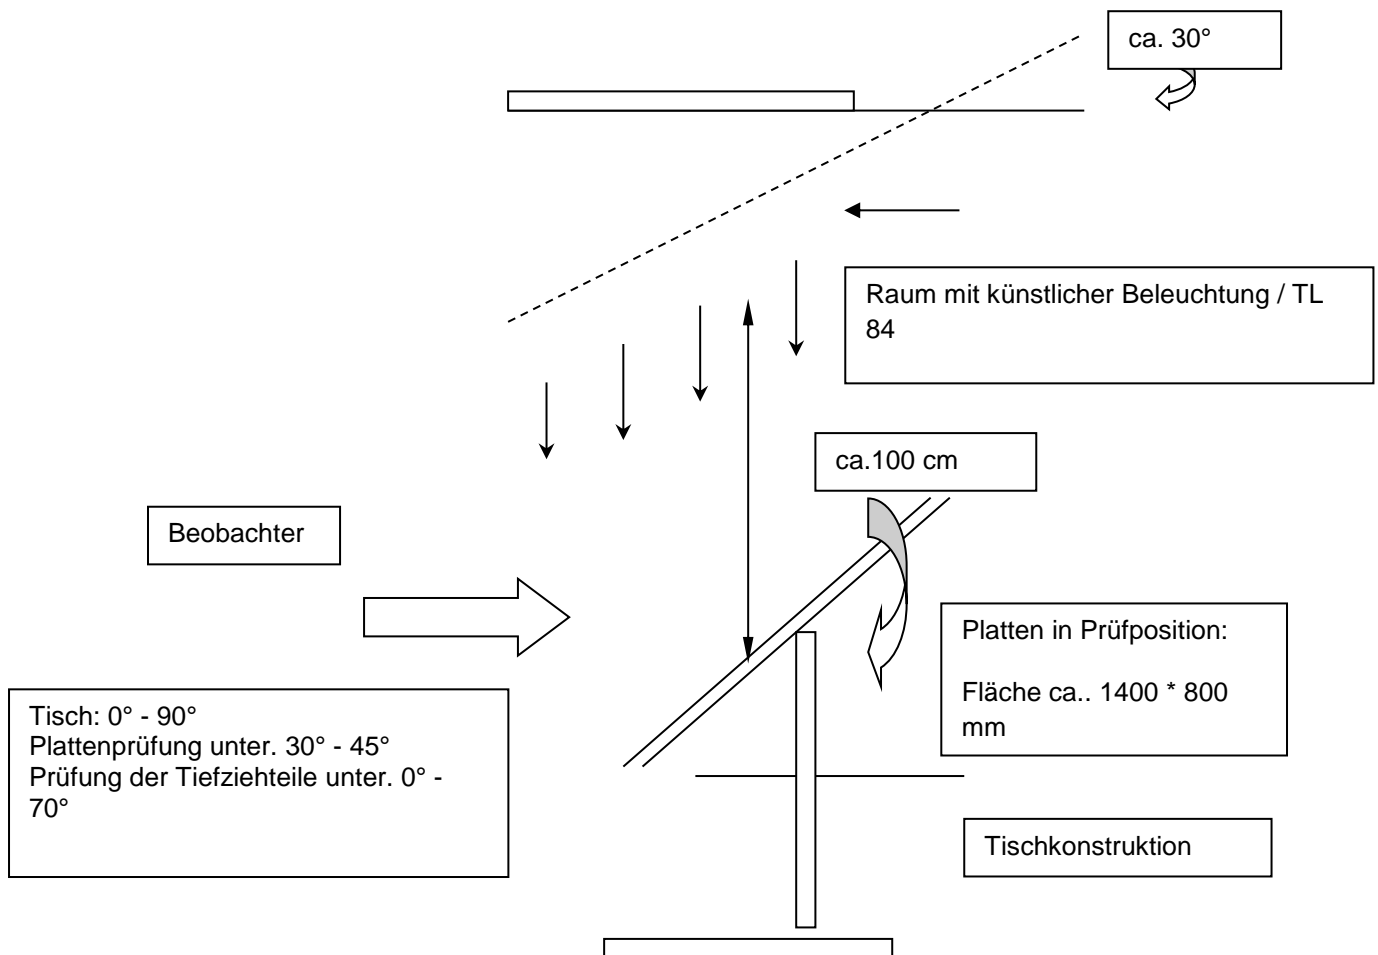 ca. 30°
Raum mit künstlicher Beleuchtung / TL
84
ca.100 cm
Beobachter
Platten in Prüfposition:
Fläche ca.. 1400 * 800
mm
Tisch: 0° - 90°
Plattenprüfung unter. 30° - 45°
Prüfung der Tiefziehteile unter. 0° -
70°
Tischkonstruktion